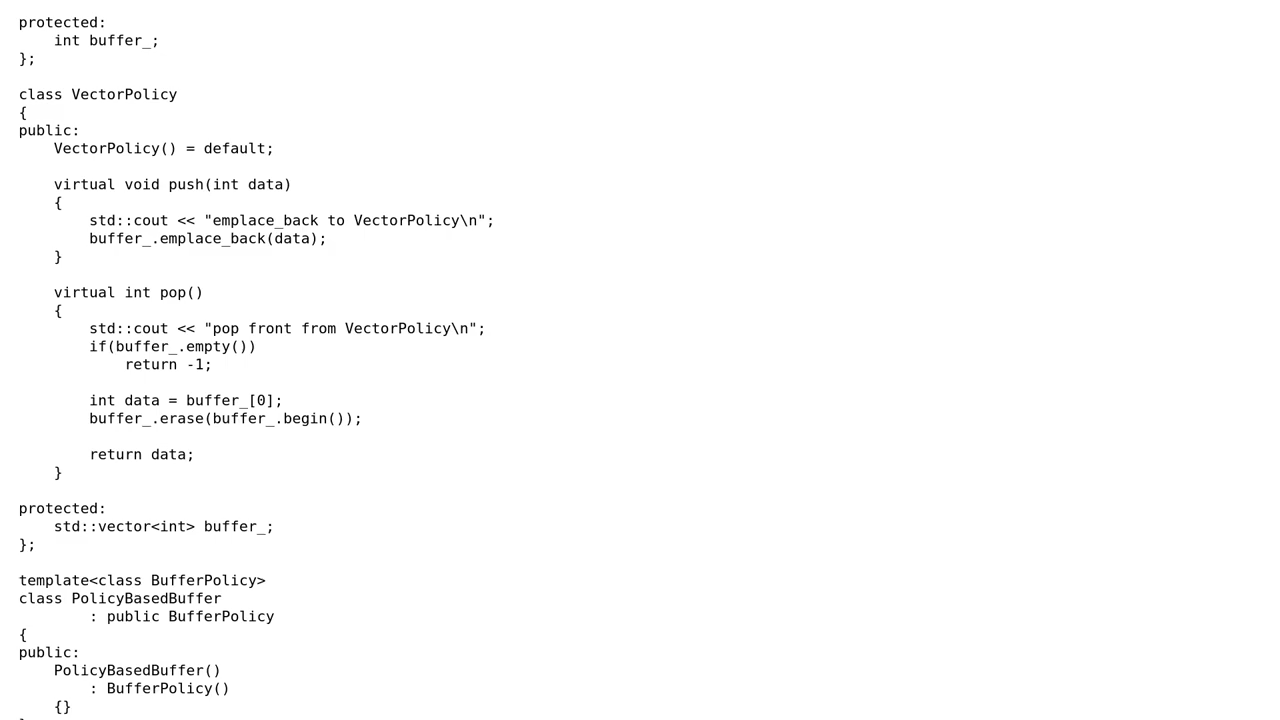 protected:
    int buffer_;
};

class VectorPolicy
{
public:
    VectorPolicy() = default;

    virtual void push(int data)
    {
        std::cout << "emplace_back to VectorPolicy\n";
        buffer_.emplace_back(data);
    }

    virtual int pop()
    {
        std::cout << "pop front from VectorPolicy\n";
        if(buffer_.empty())
            return -1;

        int data = buffer_[0];
        buffer_.erase(buffer_.begin());

        return data;
    }

protected:
    std::vector<int> buffer_;
};

template<class BufferPolicy>
class PolicyBasedBuffer
        : public BufferPolicy
{
public:
    PolicyBasedBuffer()
        : BufferPolicy()
    {}